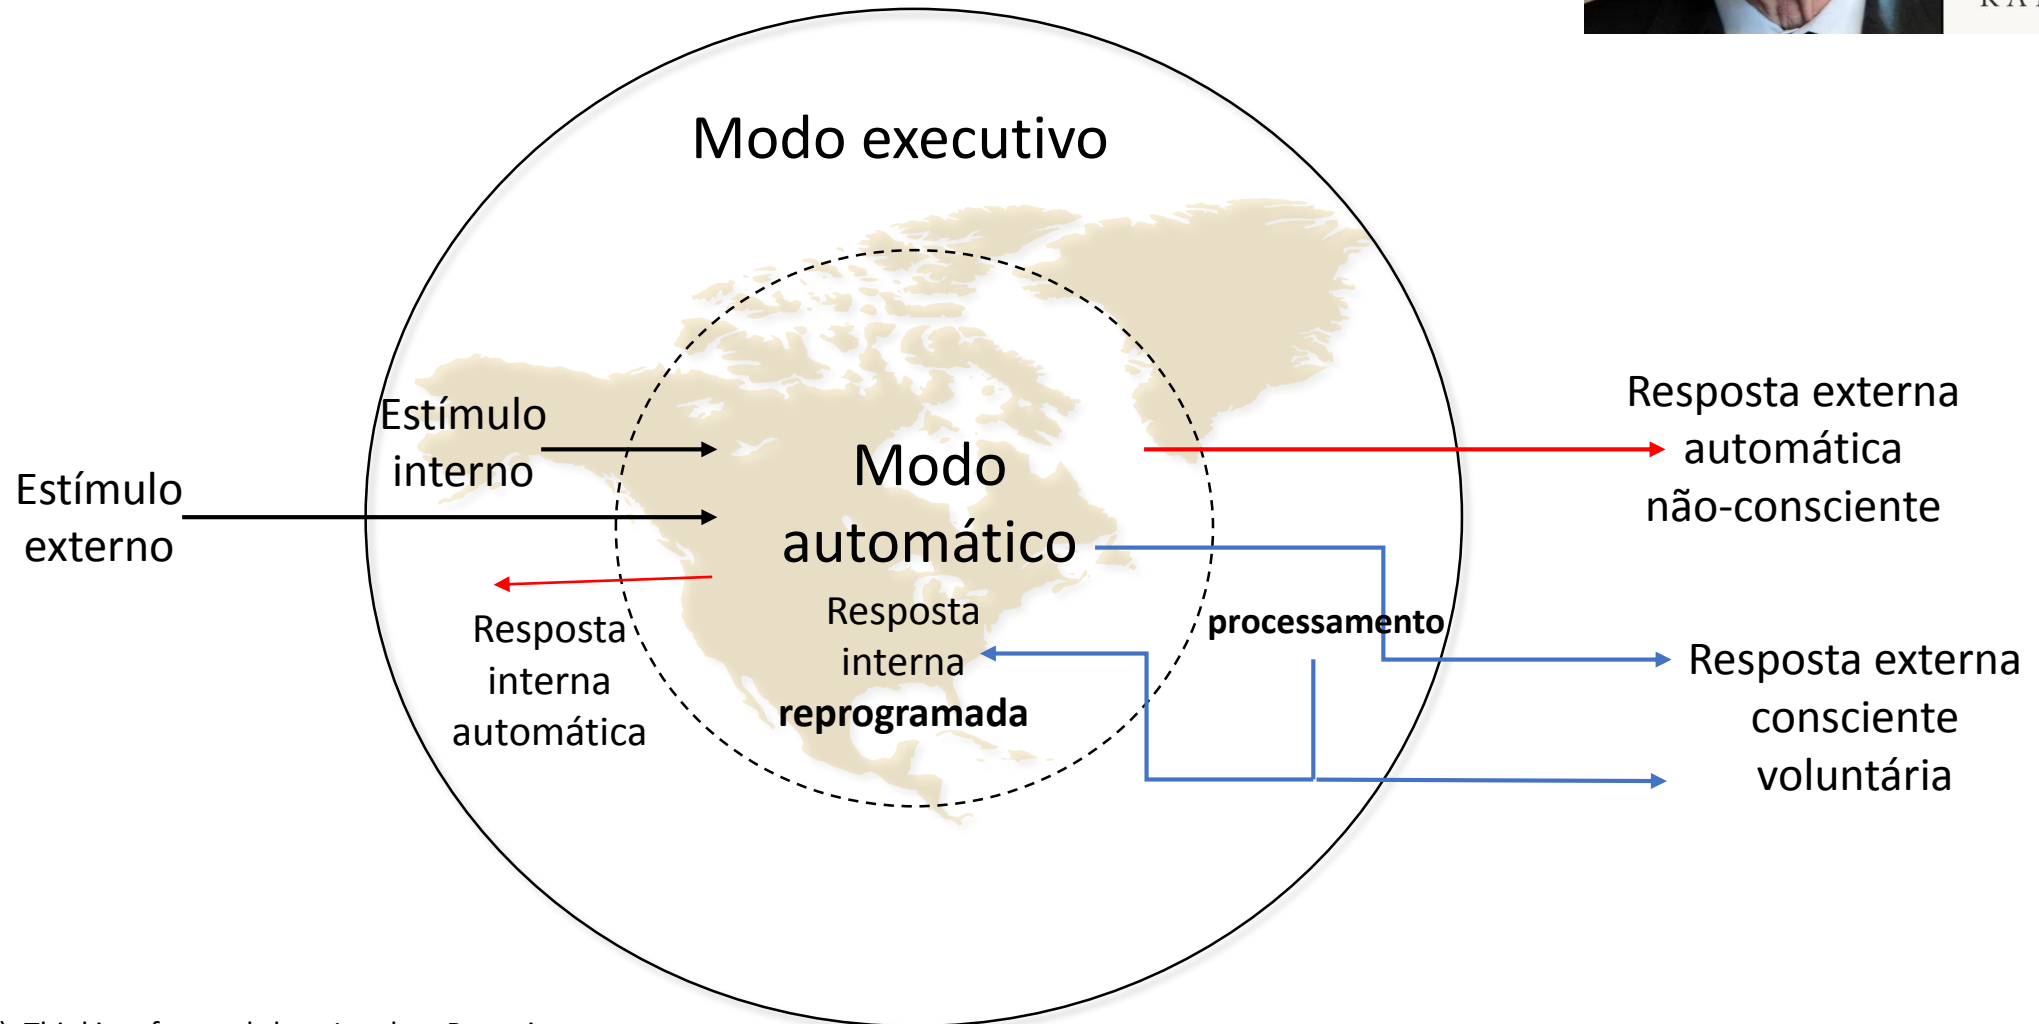 Modo executivo
Estímulo
interno
Estímulo
externo
Modo
automático
Resposta
interna
reprogramada
Resposta
interna
automática
processamento
Resposta externa
automática
não-consciente
Resposta externa
consciente
voluntária